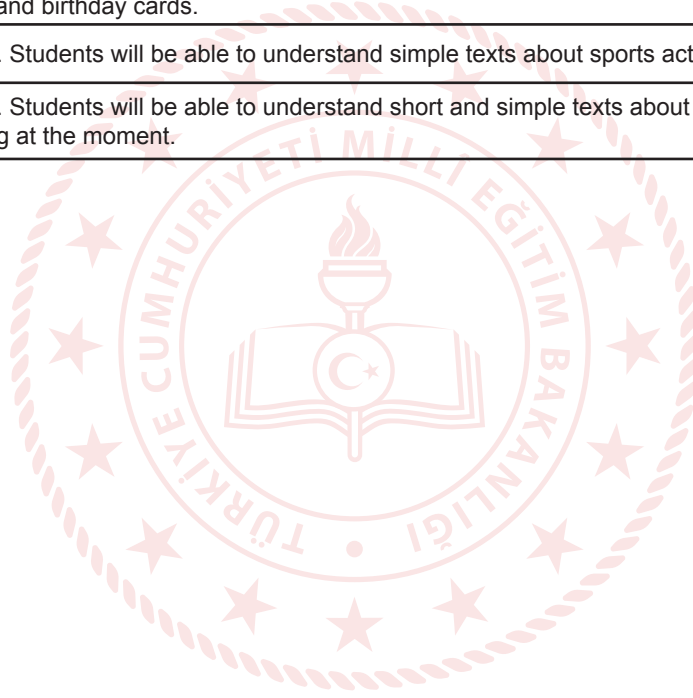 and birthday cards.
. Students will be able to understand simple texts about sports act
. Students will be able to understand short and simple texts about
g at the moment.
TÜRKİYE CUMHURİYETİ MİLLÎ EĞİTİM BAKANLIĞI